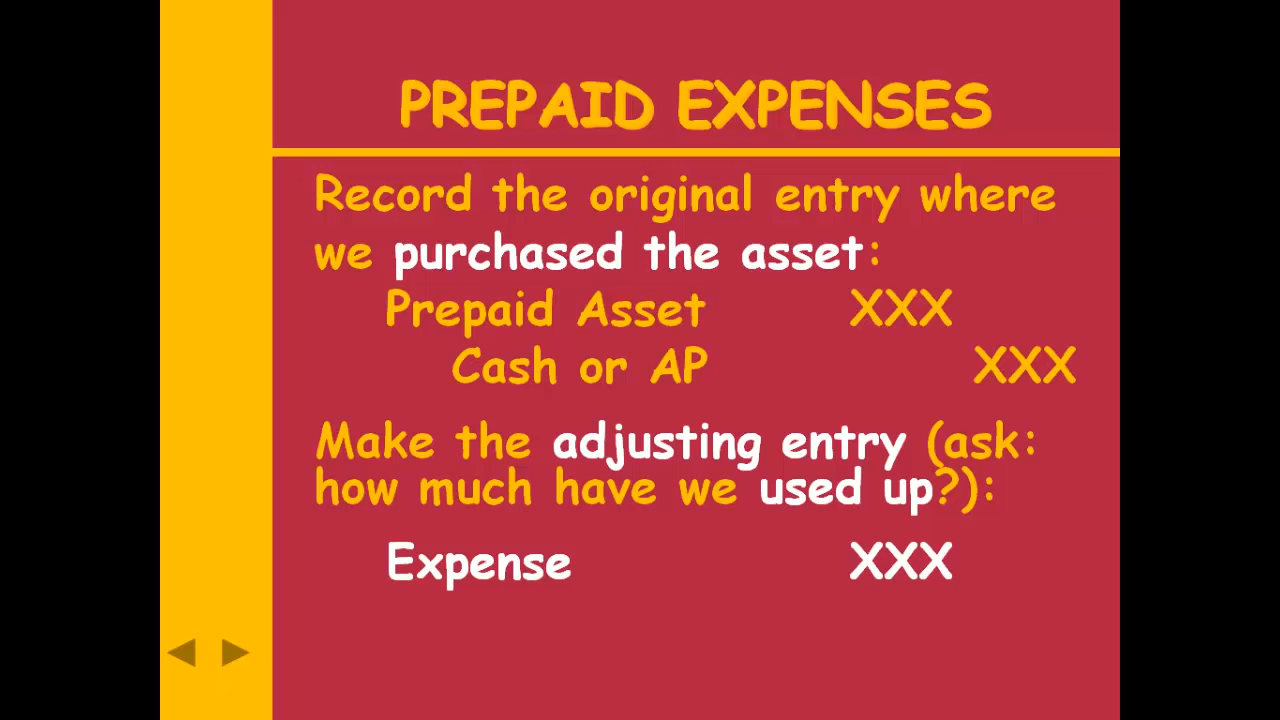 PREPAID EXPENSES
Record the original entry where
we purchased the asset:
Prepaid Asset XXX
Cash or AP XXX
Make the adjusting entry (ask:
how much have we used up?):
Expense XXX